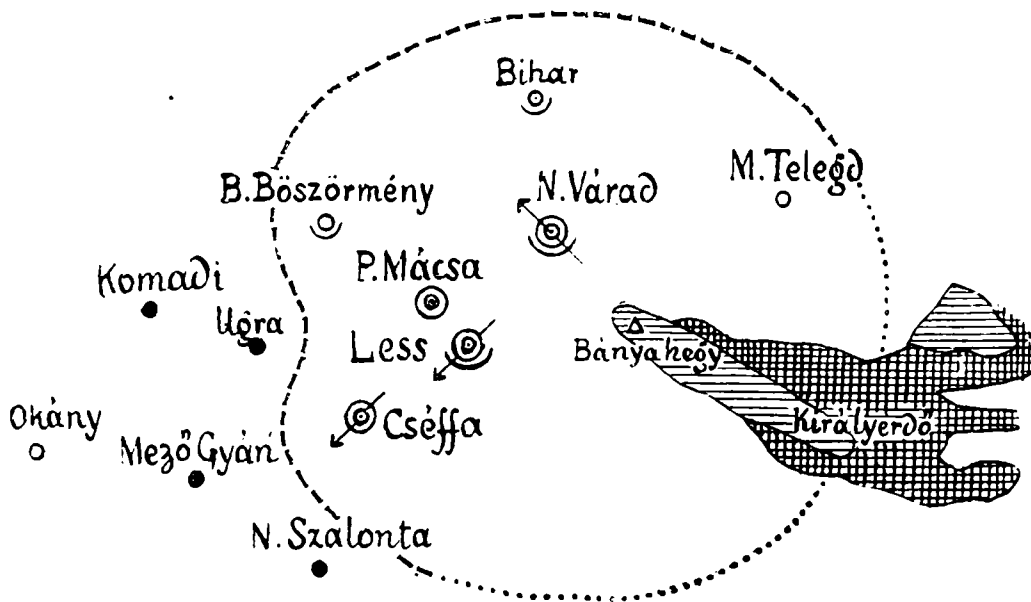 Bihar
M. Telegd
B. Böszörmény
N. Várad
P. Mácsa
Komadi
Ugra
Less
Bányahegy
Cséffa
Királyerdő
Okány
Mező Gyán
N. Szalonta